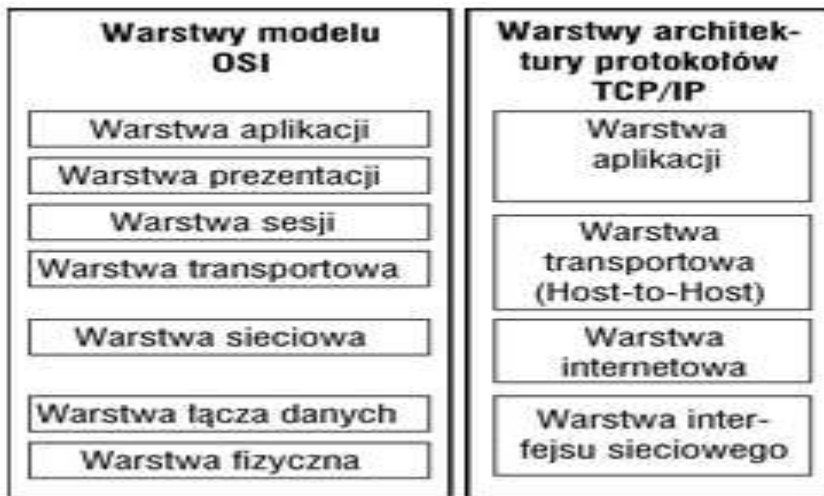 Warstwy modelu
OSI
Warstwa aplikacji
Warstwa prezentacji
Warstwa sesji
Warstwa transportowa
Warstwa sieciowa
Warstwa łącza danych
Warstwa fizyczna
Warstwy architek-
tury protokołów
TCP/IP
Warstwa
aplikacji
Warstwa
transportowa
(Host-to-Host)
Warstwa
internetowa
Warstwa inter-
fejsu sieciowego